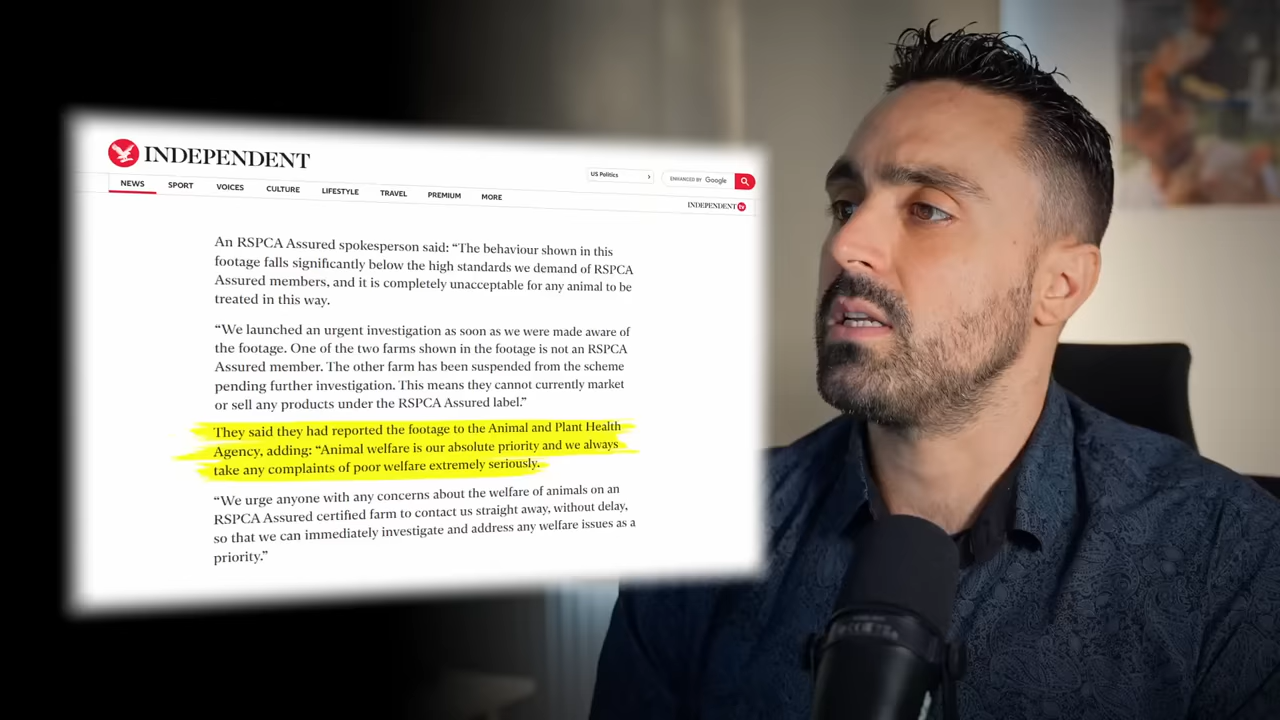 INDEPENDENT
US Politics
ENHANCED BY Google
NEWS SPORT VOICES CULTURE LIFESTYLE TRAVEL PREMIUM MORE
INDEPENDENT TV
An RSPCA Assured spokesperson said: “The behaviour shown in this
footage falls significantly below the high standards we demand of RSPCA
Assured members, and it is completely unacceptable for any animal to be
treated in this way.
“We launched an urgent investigation as soon as we were made aware of
the footage. One of the two farms shown in the footage is not an RSPCA
Assured member. The other farm has been suspended from the scheme
pending further investigation. This means they cannot currently market
or sell any products under the RSPCA Assured label.”
They said they had reported the footage to the Animal and Plant Health
Agency, adding: “Animal welfare is our absolute priority and we always
take any complaints of poor welfare extremely seriously.
“We urge anyone with any concerns about the welfare of animals on an
RSPCA Assured certified farm to contact us straight away, without delay,
so that we can immediately investigate and address any welfare issues as a
priority.”